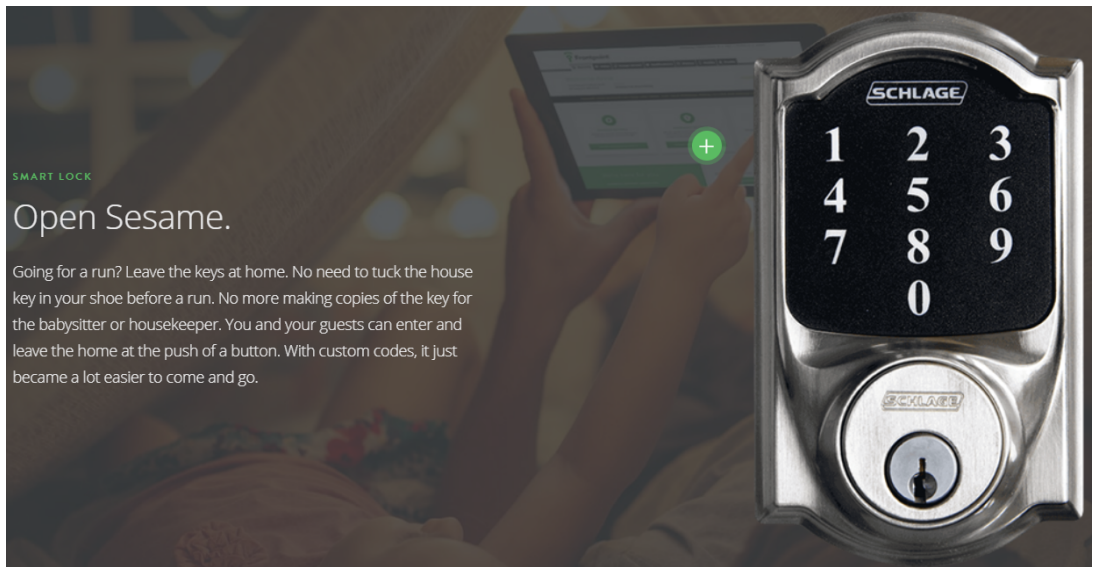 SMART LOCK
Open Sesame.
Going for a run? Leave the keys at home. No need to tuck the house
key in your shoe before a run. No more making copies of the key for
the babysitter or housekeeper. You and your guests can enter and
leave the home at the push of a button. With custom codes, it just
became a lot easier to come and go.
SCHLAGE
1 2 3
4 5 6
7 8 9
0
SCHLAGE